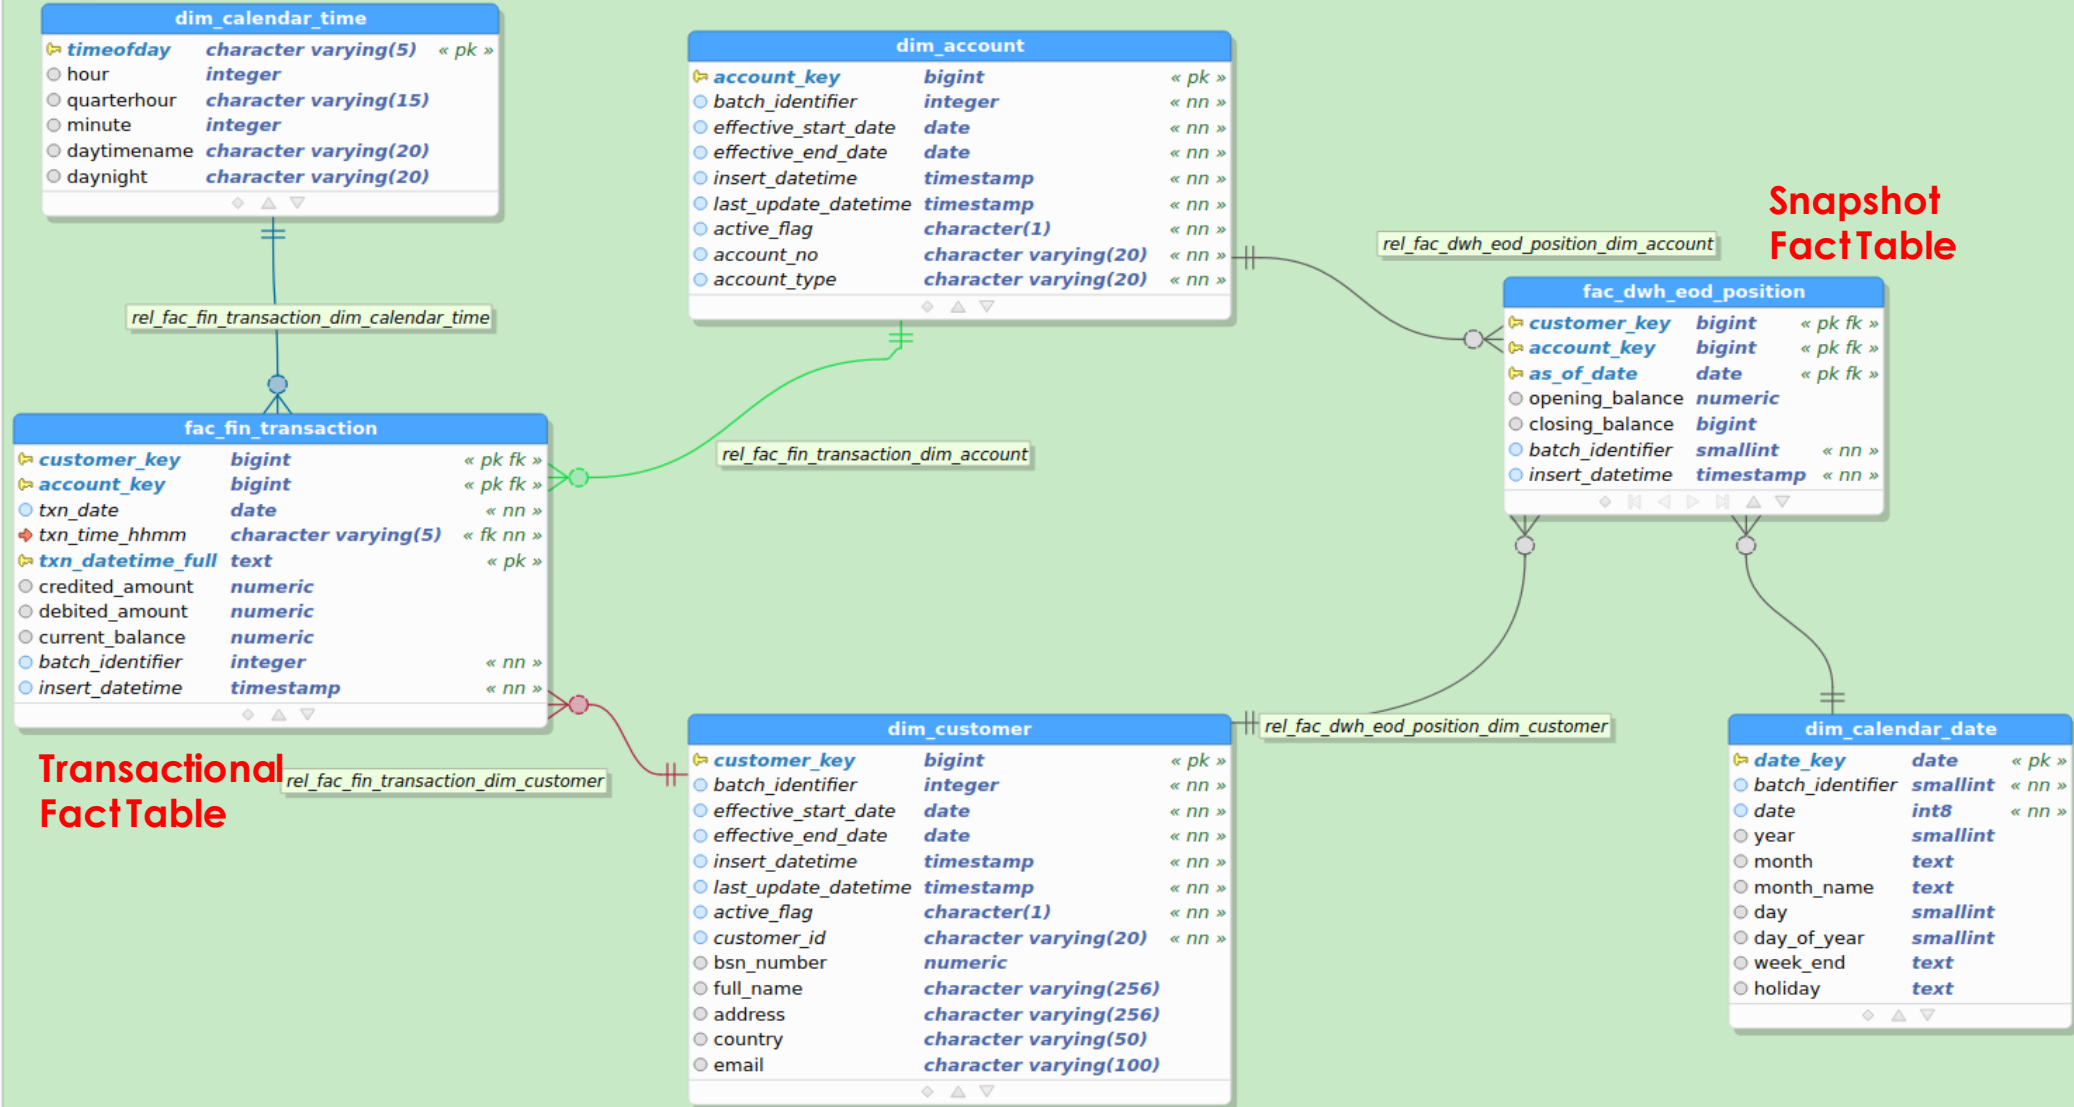 dim_calendar_time
timeofday character varying(5) « pk »
hour integer
quarterhour character varying(15)
minute integer
daytimename character varying(20)
daynight character varying(20)
rel_fac_fin_transaction_dim_calendar_time
dim_account
account_key bigint « pk »
batch_identifier integer « nn »
effective_start_date date « nn »
effective_end_date date « nn »
insert_datetime timestamp « nn »
last_update_datetime timestamp « nn »
active_flag character(1) « nn »
account_no character varying(20) « nn »
account_type character varying(20) « nn »
rel_fac_dwh_eod_position_dim_account
Snapshot
Fact Table
fac_dwh_eod_position
customer_key bigint « pk fk »
account_key bigint « pk fk »
as_of_date date « pk fk »
opening_balance numeric
closing_balance bigint
batch_identifier smallint « nn »
insert_datetime timestamp « nn »
fac_fin_transaction
customer_key bigint « pk fk »
account_key bigint « pk fk »
txn_date date « nn »
txn_time_hhmm character varying(5) « fk nn »
txn_datetime_full text « pk »
credited_amount numeric
debited_amount numeric
current_balance numeric
batch_identifier integer « nn »
insert_datetime timestamp « nn »
rel_fac_fin_transaction_dim_account
Transactional
Fact Table
rel_fac_fin_transaction_dim_customer
dim_customer
customer_key bigint « pk »
batch_identifier integer « nn »
effective_start_date date « nn »
effective_end_date date « nn »
insert_datetime timestamp « nn »
last_update_datetime timestamp « nn »
active_flag character(1) « nn »
customer_id character varying(20) « nn »
bsn_number numeric
full_name character varying(256)
address character varying(256)
country character varying(50)
email character varying(100)
rel_fac_dwh_eod_position_dim_customer
dim_calendar_date
date_key date « pk »
batch_identifier smallint « nn »
date int8 « nn »
year smallint
month text
month_name text
day smallint
day_of_year smallint
week_end text
holiday text